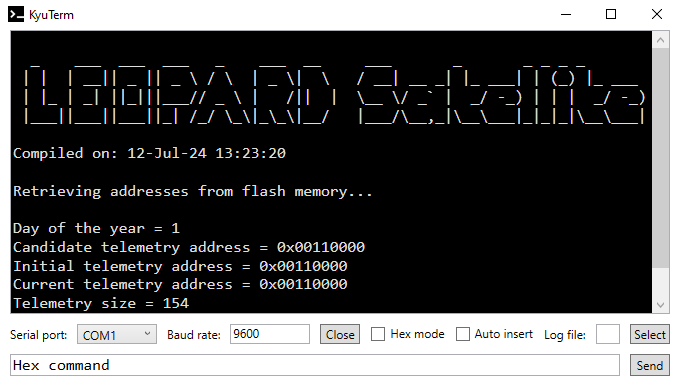 KyuTerm
LEOPARD Satelite
Compiled on: 12-Jul-24 13:23:20
Retrieving addresses from flash memory...
Day of the year = 1
Candidate telemetry address = 0x00110000
Initial telemetry address = 0x00110000
Current telemetry address = 0x00110000
Telemetry size = 154
Serial port: COM1 Baud rate: 9600 Close Hex mode Auto insert Log file: Select
Hex command Send